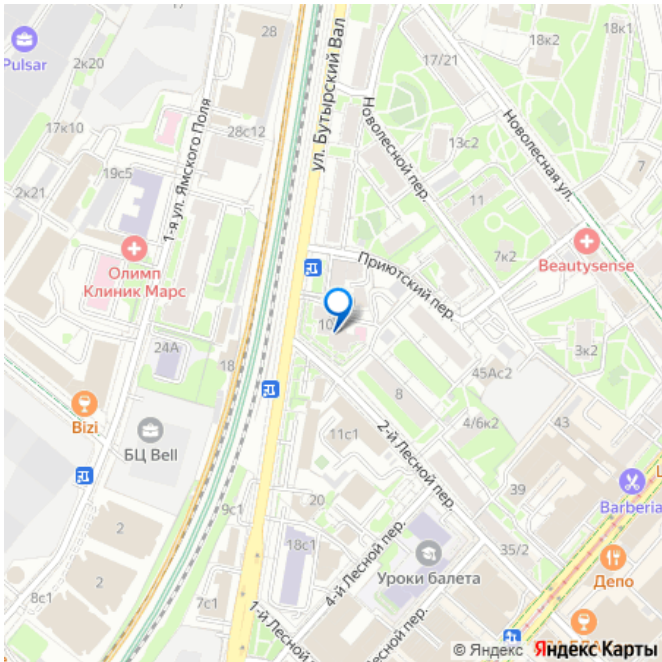 28
18к2
18к1
Pulsar
2к20
17/21
ул. Бутырский Вал
1-я ул. Ямского Поля
Новолесной пер.
Новолесная ул.
17к10
28с12
13с2
19с5
2к21
7
11
Олимп
Клиник Марс
Приютский пер.
7к2
Beautysense
10
24А
18
3к2
45Ас2
8
Bizi
БЦ Bell
11с1
2-й Лесной пер.
4/6к2
43
39
Barberia
20
9с1
2
18с1
4-й Лесной пер.
Уроки балета
35/2
Депо
2
8с1
7с1
1-й Лесной пер.
© Яндекс Яндекс Карты